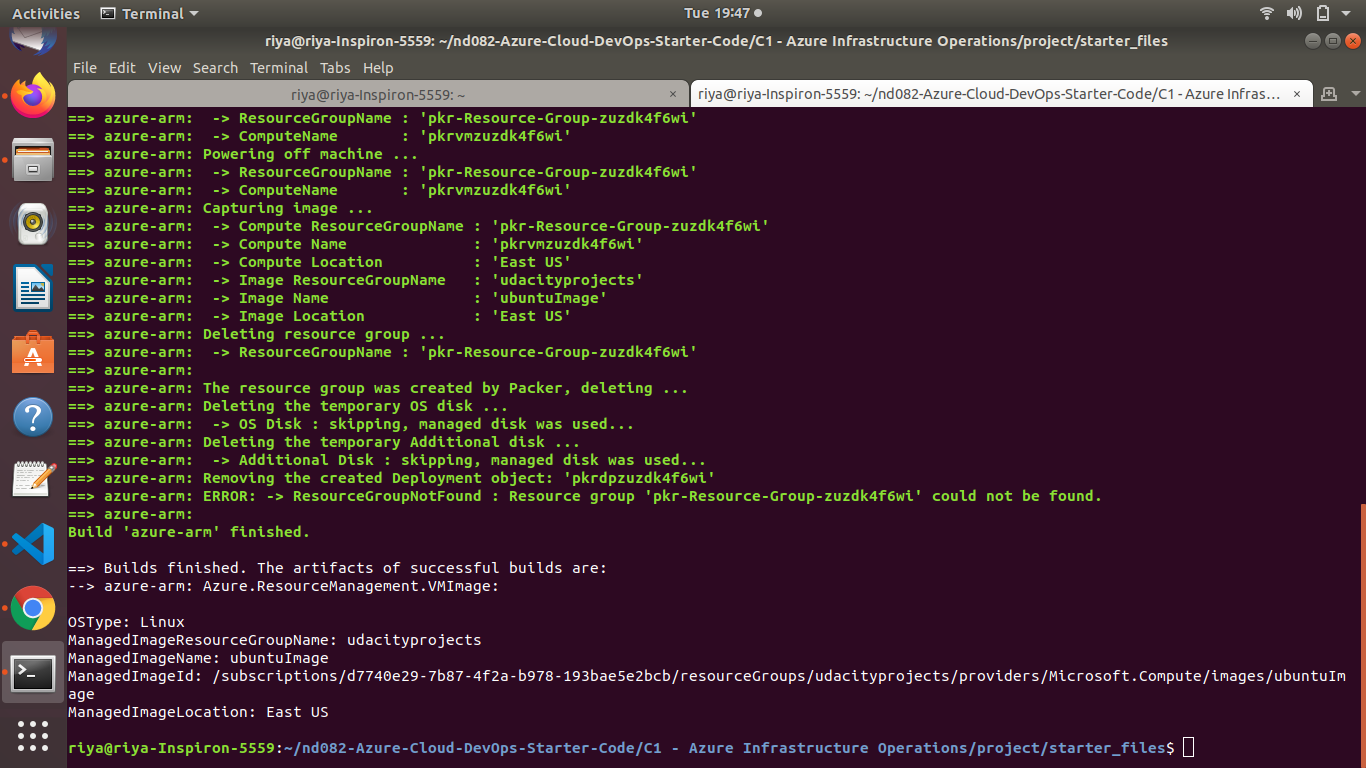 Activities
Terminal
Tue 19:47
riya@riya-Inspiron-5559: ~/nd082-Azure-Cloud-DevOps-Starter-Code/C1 - Azure Infrastructure Operations/project/starter_files
File Edit View Search Terminal Tabs Help
riya@riya-Inspiron-5559: ~ ×
riya@riya-Inspiron-5559: ~/nd082-Azure-Cloud-DevOps-Starter-Code/C1 - Azure Infras... ×
==> azure-arm:  -> ResourceGroupName : 'pkr-Resource-Group-zuzdk4f6wi'
==> azure-arm:  -> ComputeName       : 'pkrvmzuzdk4f6wi'
==> azure-arm: Powering off machine ...
==> azure-arm:  -> ResourceGroupName : 'pkr-Resource-Group-zuzdk4f6wi'
==> azure-arm:  -> ComputeName       : 'pkrvmzuzdk4f6wi'
==> azure-arm: Capturing image ...
==> azure-arm:  -> Compute ResourceGroupName : 'pkr-Resource-Group-zuzdk4f6wi'
==> azure-arm:  -> Compute Name              : 'pkrvmzuzdk4f6wi'
==> azure-arm:  -> Compute Location          : 'East US'
==> azure-arm:  -> Image ResourceGroupName   : 'udacityprojects'
==> azure-arm:  -> Image Name                : 'ubuntuImage'
==> azure-arm:  -> Image Location            : 'East US'
==> azure-arm: Deleting resource group ...
==> azure-arm:  -> ResourceGroupName : 'pkr-Resource-Group-zuzdk4f6wi'
==> azure-arm:
==> azure-arm: The resource group was created by Packer, deleting ...
==> azure-arm: Deleting the temporary OS disk ...
==> azure-arm:  -> OS Disk : skipping, managed disk was used...
==> azure-arm: Deleting the temporary Additional disk ...
==> azure-arm:  -> Additional Disk : skipping, managed disk was used...
==> azure-arm: Removing the created Deployment object: 'pkrdpzuzdk4f6wi'
==> azure-arm: ERROR: -> ResourceGroupNotFound : Resource group 'pkr-Resource-Group-zuzdk4f6wi' could not be found.
==> azure-arm:
Build 'azure-arm' finished.
==> Builds finished. The artifacts of successful builds are:
--> azure-arm: Azure.ResourceManagement.VMImage:
OSType: Linux
ManagedImageResourceGroupName: udacityprojects
ManagedImageName: ubuntuImage
ManagedImageId: /subscriptions/d7740e29-7b87-4f2a-b978-193bae5e2bcb/resourceGroups/udacityprojects/providers/Microsoft.Compute/images/ubuntuIm
age
ManagedImageLocation: East US
riya@riya-Inspiron-5559:~/nd082-Azure-Cloud-DevOps-Starter-Code/C1 - Azure Infrastructure Operations/project/starter_files$